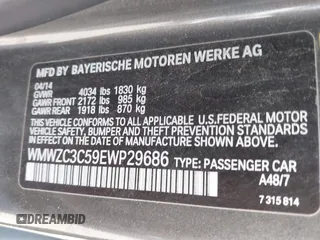 MFD BY BAYERISCHE MOTOREN WERKE AG
04/14
GVWR 4034 lbs 1830 kg
GAWR FRONT 2172 lbs 985 kg
GAWR REAR 1918 lbs 870 kg
THIS VEHICLE CONFORMS TO ALL APPLICABLE U.S. FEDERAL MOTOR
VEHICLE SAFETY, BUMPER, AND THEFT PREVENTION STANDARDS
IN EFFECT ON THE DATE OF MANUFACTURE SHOWN ABOVE.
WMWZC3C59EWP29686 TYPE: PASSENGER CAR
A48/7
7 315 814
DREAMBID